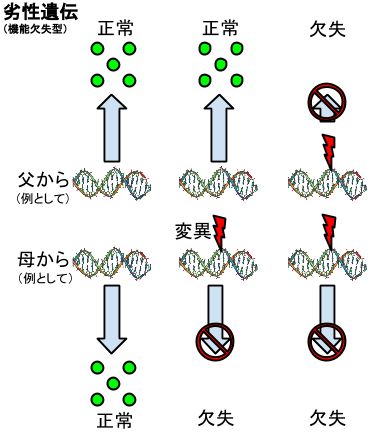 劣性遺伝
(機能欠失型)
正常 正常 欠失
父から
(例として)
変異
母から
(例として)
正常 欠失 欠失